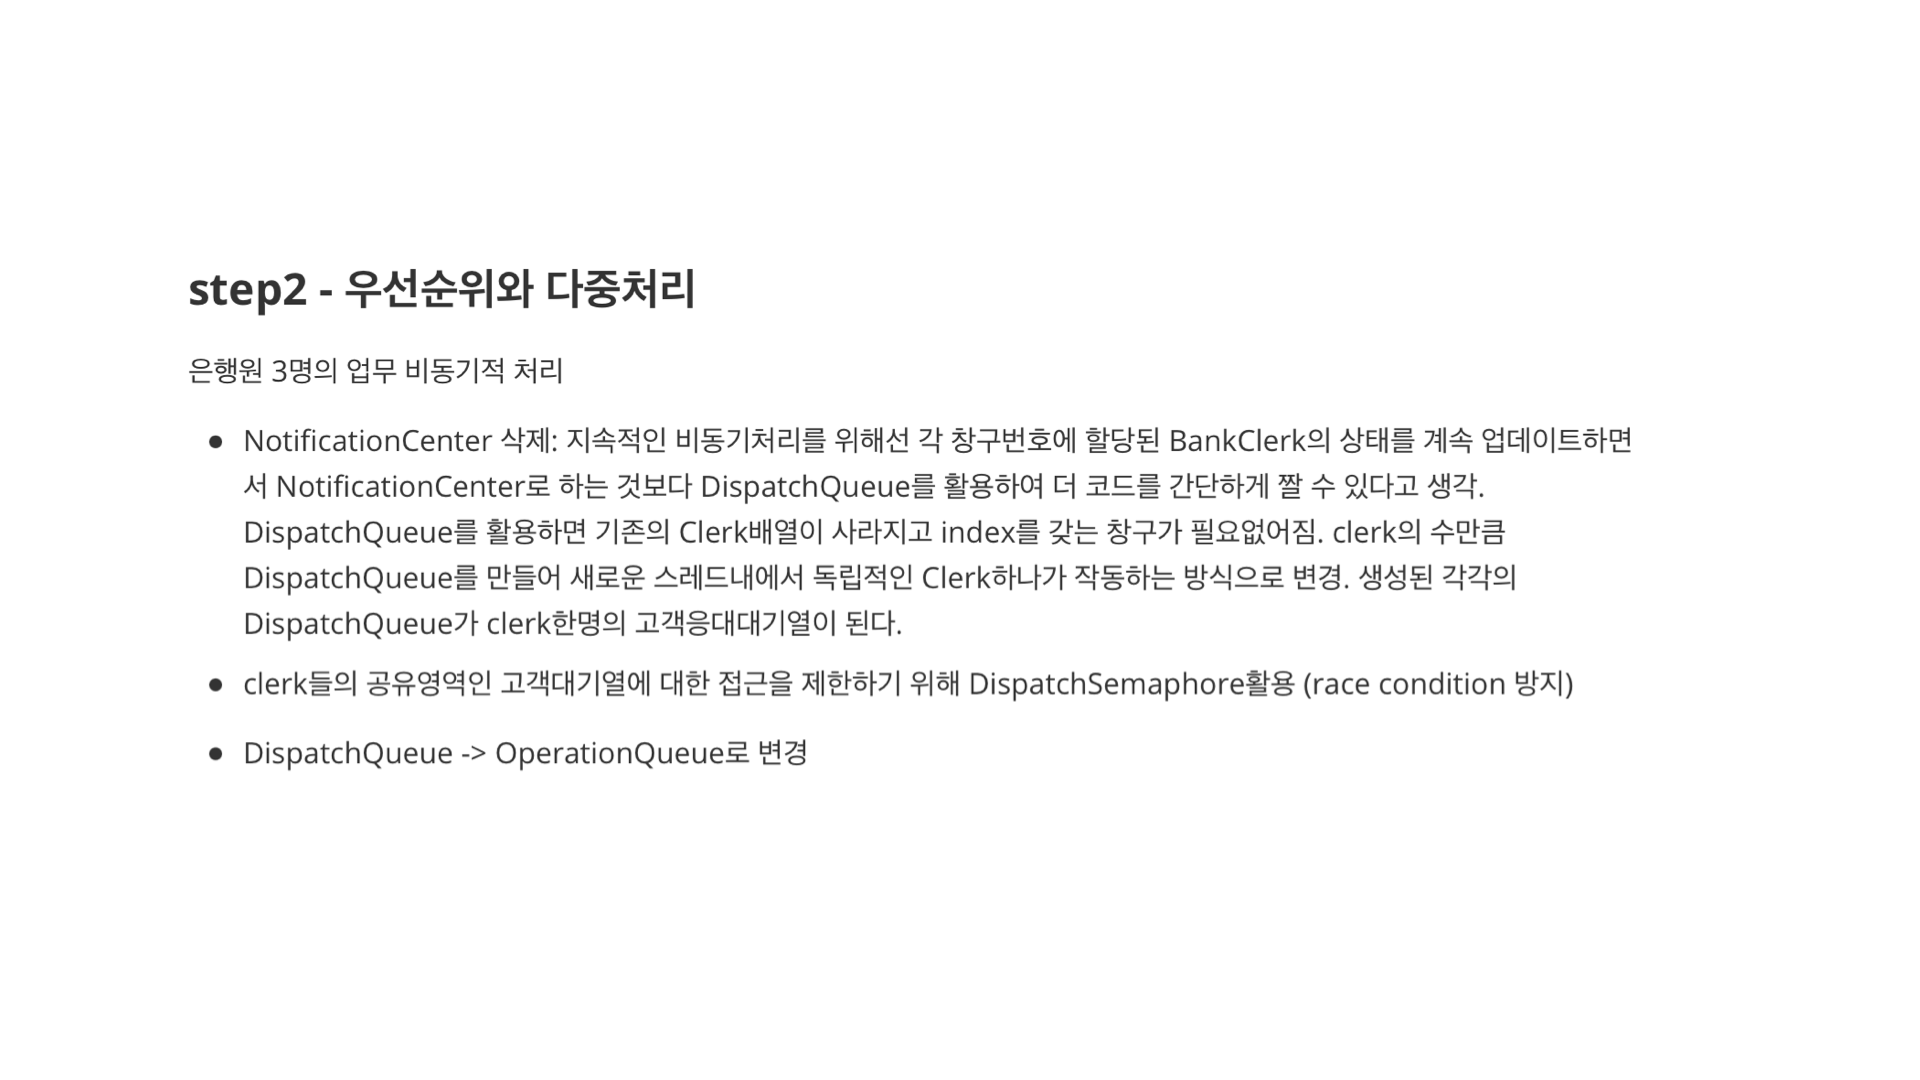 step2 - 우선순위와 다중처리
은행원 3명의 업무 비동기적 처리
● NotificationCenter 삭제: 지속적인 비동기처리를 위해선 각 창구번호에 할당된 BankClerk의 상태를 계속 업데이트하면
서 NotificationCenter로 하는 것보다 DispatchQueue를 활용하여 더 코드를 간단하게 짤 수 있다고 생각.
DispatchQueue를 활용하면 기존의 Clerk배열이 사라지고 index를 갖는 창구가 필요없어짐. clerk의 수만큼
DispatchQueue를 만들어 새로운 스레드내에서 독립적인 Clerk하나가 작동하는 방식으로 변경. 생성된 각각의
DispatchQueue가 clerk한명의 고객응대대기열이 된다.
● clerk들의 공유영역인 고객대기열에 대한 접근을 제한하기 위해 DispatchSemaphore활용 (race condition 방지)
● DispatchQueue -> OperationQueue로 변경